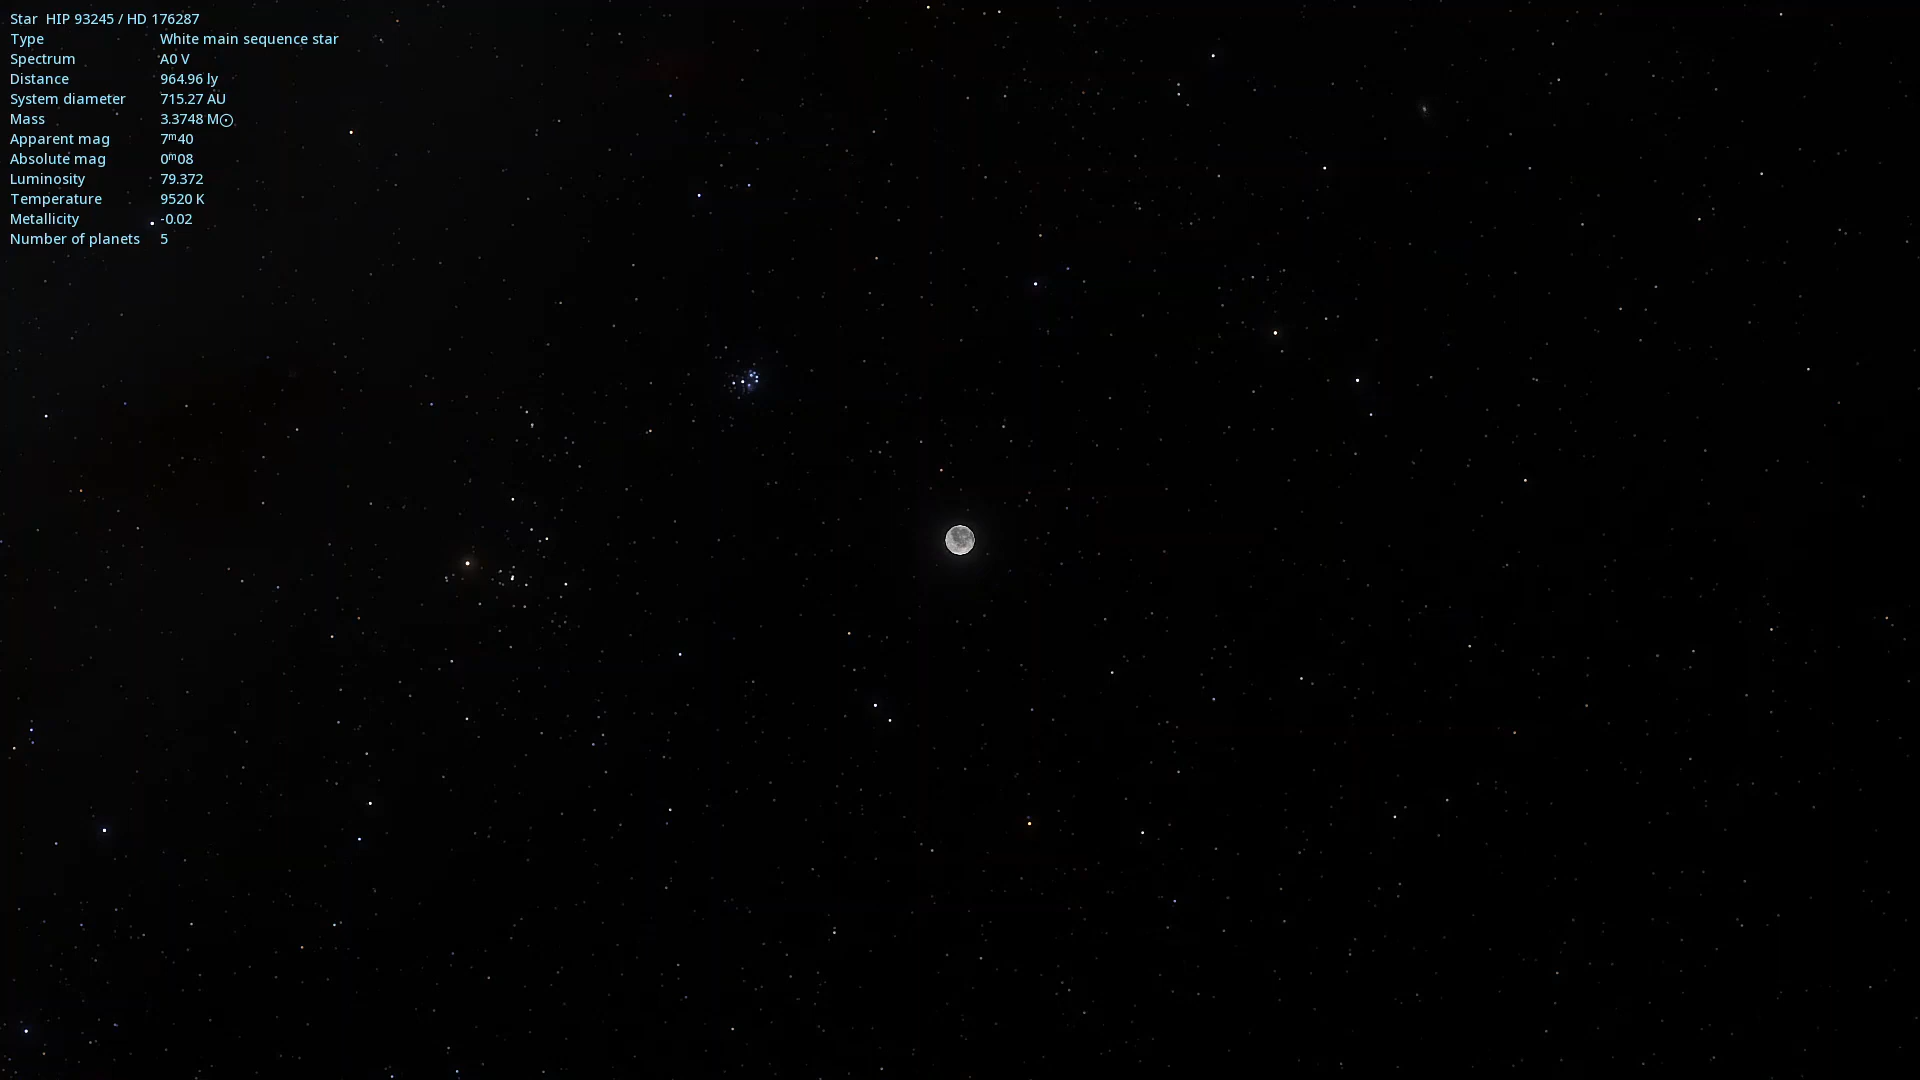 Star HIP 93245 / HD 176287
Type White main sequence star
Spectrum A0 V
Distance 964.96 ly
System diameter 715.27 AU
Mass 3.3748 M☉
Apparent mag 7ᵐ40
Absolute mag 0ᵐ08
Luminosity 79.372
Temperature 9520 K
Metallicity -0.02
Number of planets 5